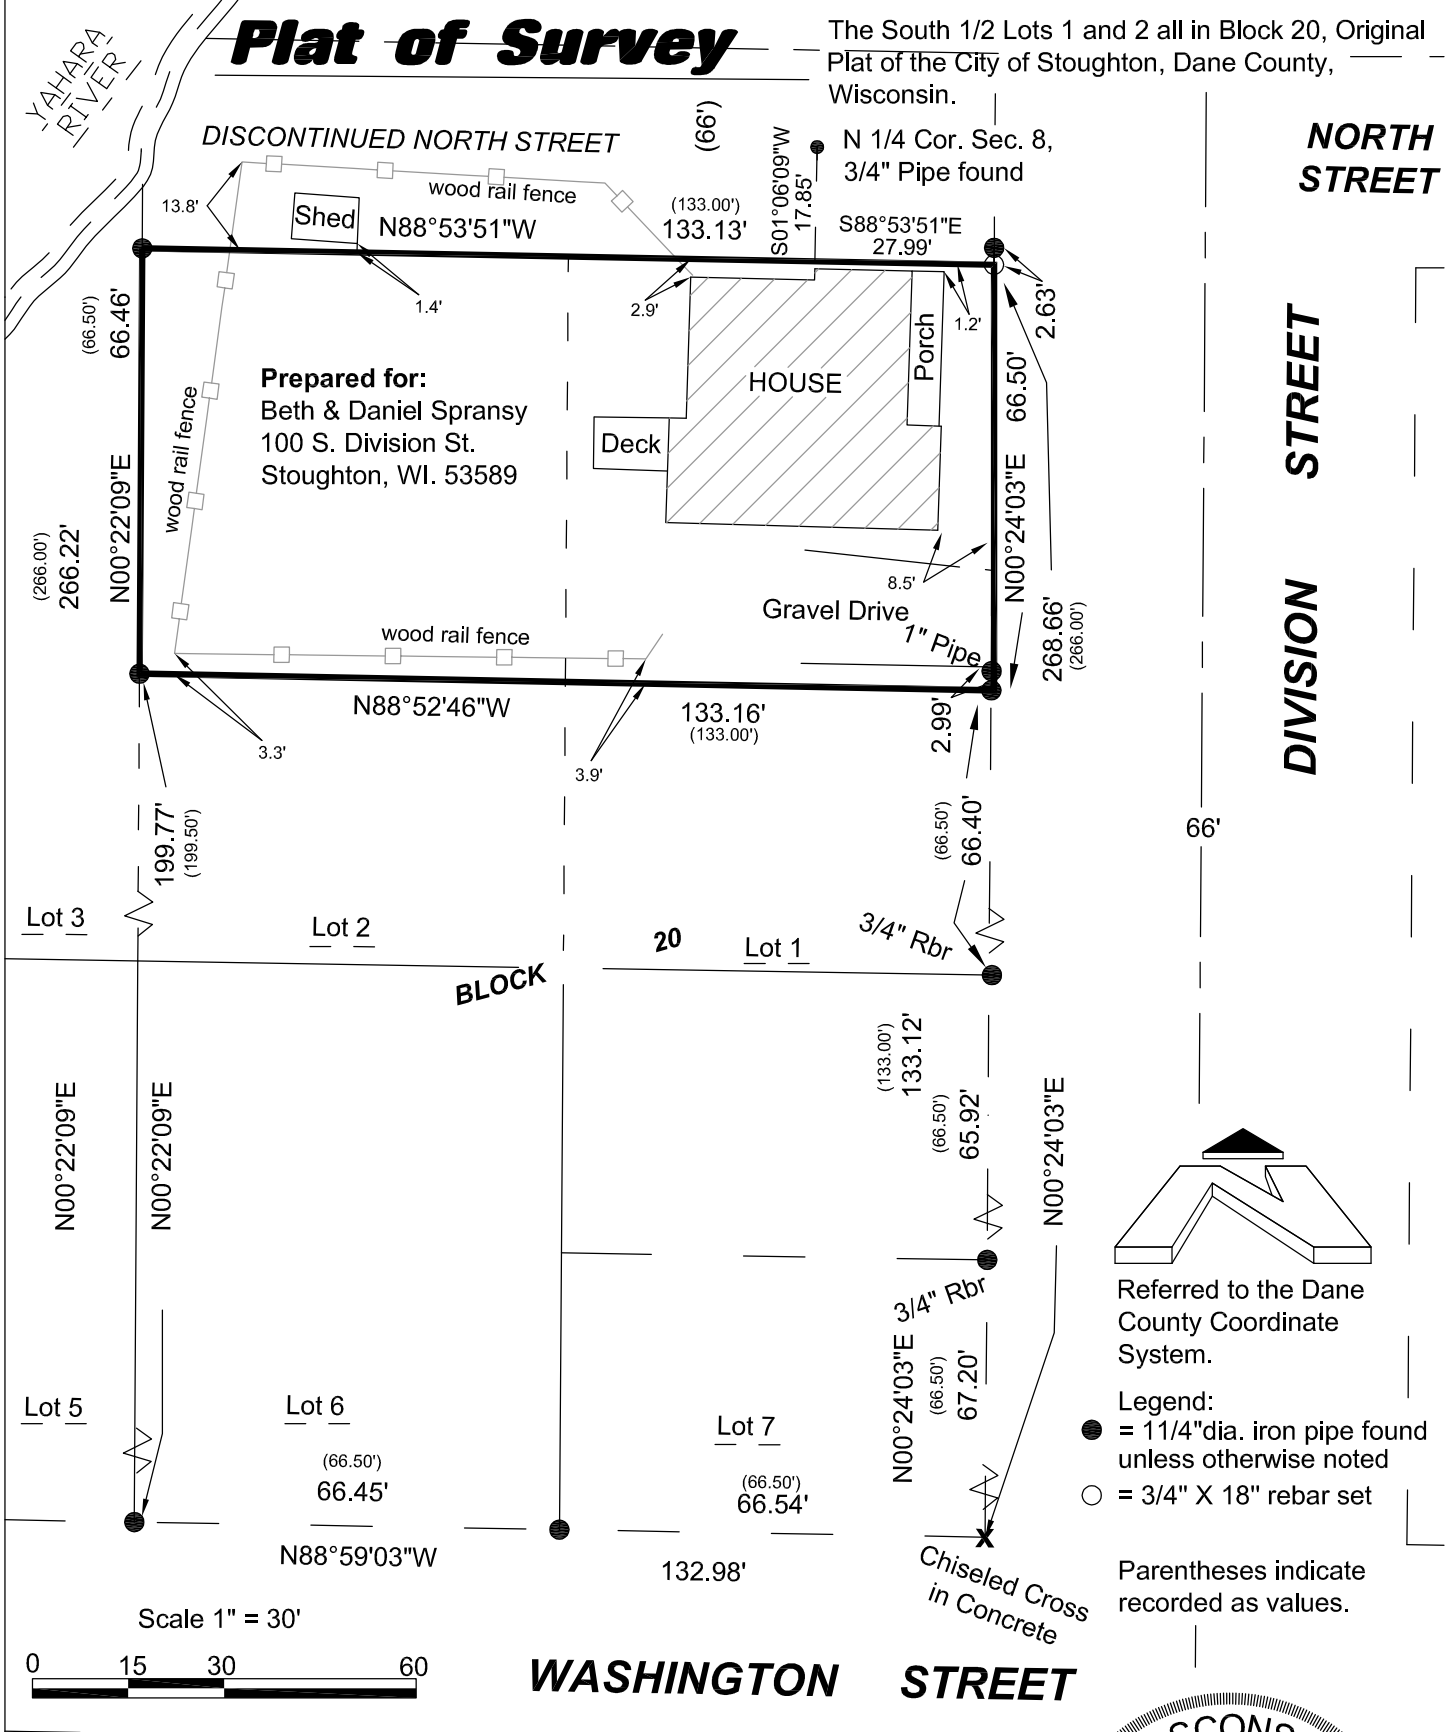 Plat of Survey
The South 1/2 Lots 1 and 2 all in Block 20, Original
Plat of the City of Stoughton, Dane County,
Wisconsin.
YAHARA
RIVER
DISCONTINUED NORTH STREET
(66')
S01°06'09"W
17.85'
N 1/4 Cor. Sec. 8,
3/4" Pipe found
NORTH
STREET
13.8'
Shed
wood rail fence
N88°53'51"W
(133.00')
133.13'
S88°53'51"E
27.99'
1.4'
2.9'
1.2'
2.63'
(66.50')
66.46'
Prepared for:
Beth & Daniel Spransy
100 S. Division St.
Stoughton, WI. 53589
HOUSE
Porch
Deck
66.50'
wood rail fence
N00°22'09"E
(266.00')
266.22'
N00°24'03"E
268.66'
(266.00')
8.5'
Gravel Drive
1" Pipe
wood rail fence
N88°52'46"W
133.16'
(133.00')
2.99'
3.3'
3.9'
DIVISION STREET
66'
199.77'
(199.50')
(66.50')
66.40'
3/4" Rbr
Lot 3
Lot 2
20
Lot 1
BLOCK
(133.00')
133.12'
(66.50')
65.92'
N00°22'09"E
N00°22'09"E
N00°24'03"E
3/4" Rbr
N00°24'03"E
(66.50')
67.20'
Referred to the Dane
County Coordinate
System.
Legend:
= 11/4"dia. iron pipe found
unless otherwise noted
= 3/4" X 18" rebar set
Parentheses indicate
recorded as values.
Lot 5
Lot 6
Lot 7
(66.50')
66.45'
(66.50')
66.54'
N88°59'03"W
132.98'
Chiseled Cross
in Concrete
X
Scale 1" = 30'
0 15 30 60
WASHINGTON STREET
SCONS